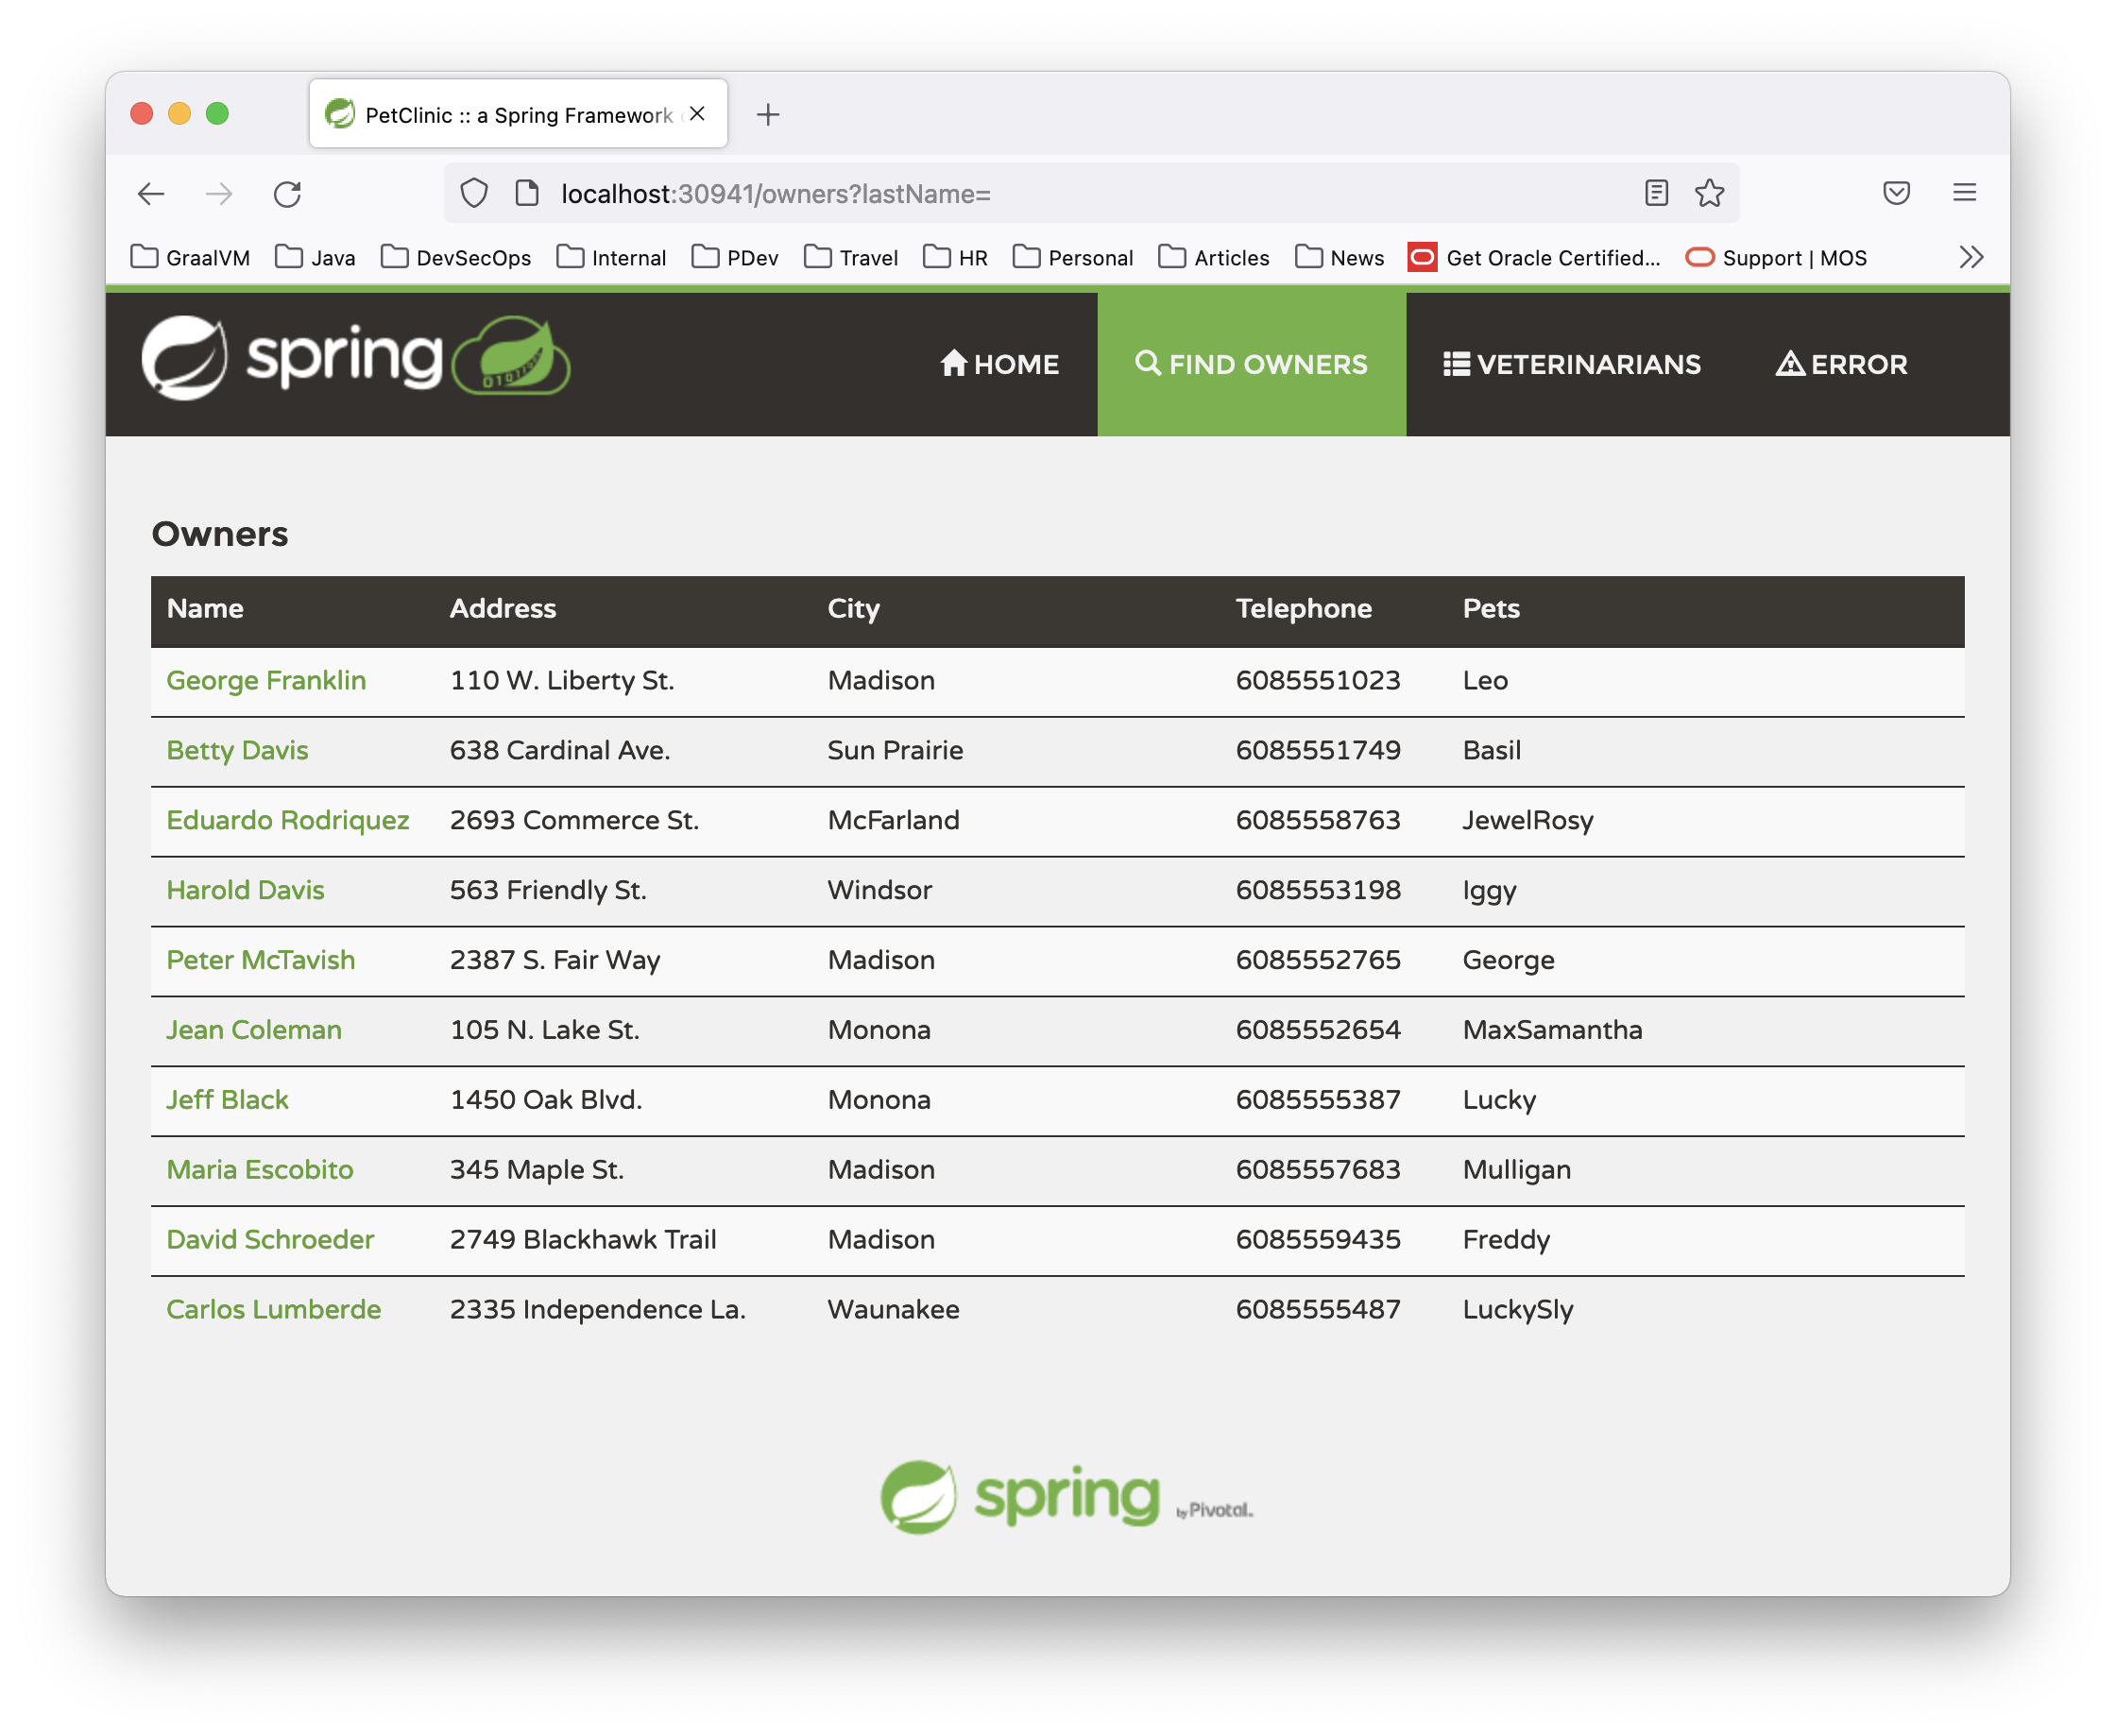 PetClinic :: a Spring Framework
localhost:30941/owners?lastName=
GraalVM Java DevSecOps Internal PDev Travel HR Personal Articles News Get Oracle Certified... Support | MOS
spring HOME FIND OWNERS VETERINARIANS ERROR
Owners
Name Address City Telephone Pets
George Franklin 110 W. Liberty St. Madison 6085551023 Leo
Betty Davis 638 Cardinal Ave. Sun Prairie 6085551749 Basil
Eduardo Rodriquez 2693 Commerce St. McFarland 6085558763 JewelRosy
Harold Davis 563 Friendly St. Windsor 6085553198 Iggy
Peter McTavish 2387 S. Fair Way Madison 6085552765 George
Jean Coleman 105 N. Lake St. Monona 6085552654 MaxSamantha
Jeff Black 1450 Oak Blvd. Monona 6085555387 Lucky
Maria Escobito 345 Maple St. Madison 6085557683 Mulligan
David Schroeder 2749 Blackhawk Trail Madison 6085559435 Freddy
Carlos Lumberde 2335 Independence La. Waunakee 6085555487 LuckySly
spring by Pivotal